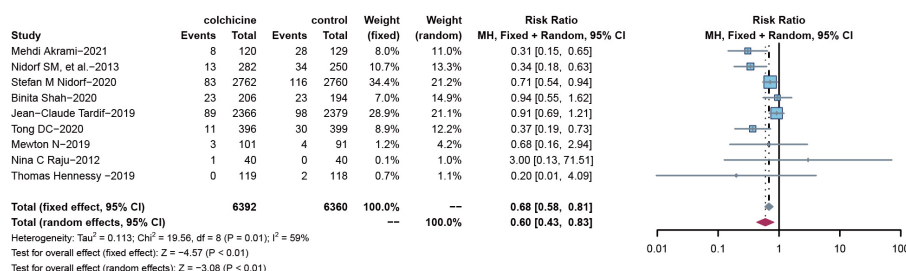 colchicine control Weight Weight Risk Ratio Risk Ratio
Study Events Total Events Total (fixed) (random) MH, Fixed + Random, 95% CI MH, Fixed + Random, 95% CI
Mehdi Akrami−2021 8 120 28 129 8.0% 11.0% 0.31 [0.15, 0.65]
Nidorf SM, et al.−2013 13 282 34 250 10.7% 13.3% 0.34 [0.18, 0.63]
Stefan M Nidorf−2020 83 2762 116 2760 34.4% 21.2% 0.71 [0.54, 0.94]
Binita Shah−2020 23 206 23 194 7.0% 14.9% 0.94 [0.55, 1.62]
Jean−Claude Tardif−2019 89 2366 98 2379 28.9% 21.1% 0.91 [0.69, 1.21]
Tong DC−2020 11 396 30 399 8.9% 12.2% 0.37 [0.19, 0.73]
Mewton N−2019 3 101 4 91 1.2% 4.2% 0.68 [0.16, 2.94]
Nina C Raju−2012 1 40 0 40 0.1% 1.0% 3.00 [0.13, 71.51]
Thomas Hennessy −2019 0 119 2 118 0.7% 1.1% 0.20 [0.01, 4.09]
Total (fixed effect, 95% CI) 6392 6360 100.0% −− 0.68 [0.58, 0.81]
Total (random effects, 95% CI) −− 100.0% 0.60 [0.43, 0.83]
Heterogeneity: Tau² = 0.113; Chi² = 19.56, df = 8 (P = 0.01); I² = 59%
Test for overall effect (fixed effect): Z = −4.57 (P < 0.01)
Test for overall effect (random effects): Z = −3.08 (P < 0.01)
0.01 0.1 1 10 100